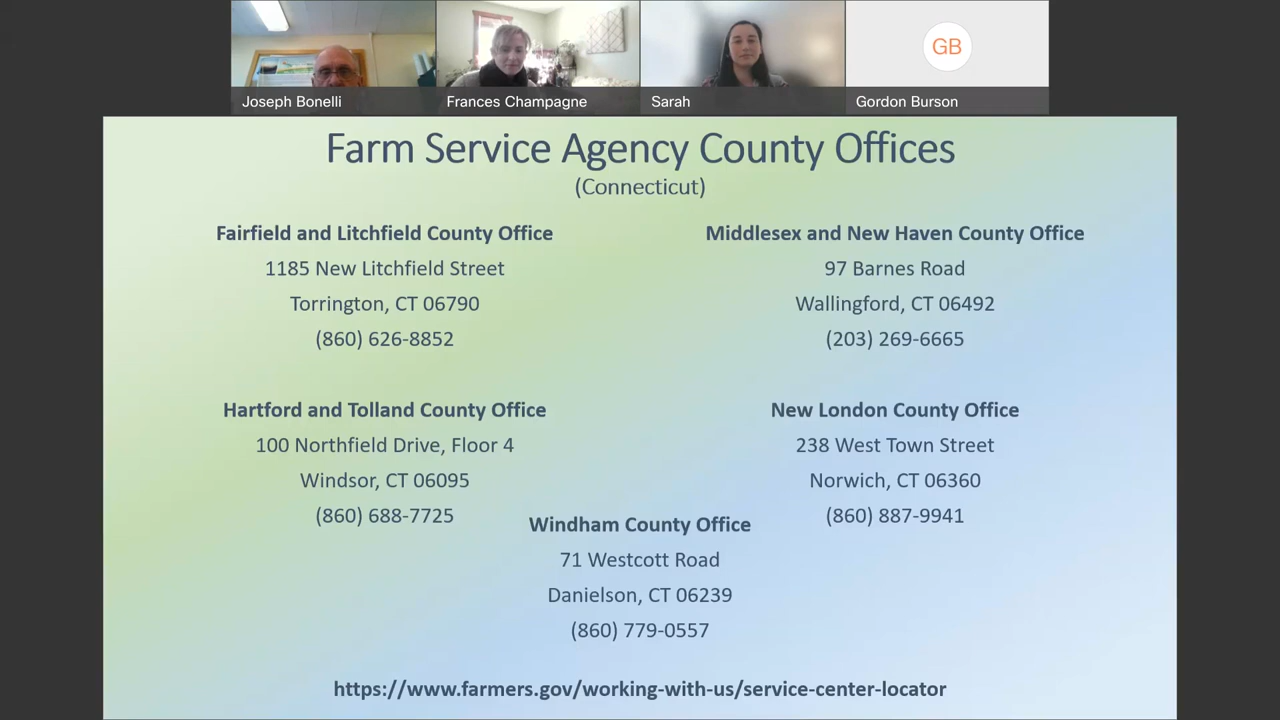 GB
Joseph Bonelli
Frances Champagne
Sarah
Gordon Burson
Farm Service Agency County Offices
(Connecticut)
Fairfield and Litchfield County Office
1185 New Litchfield Street
Torrington, CT 06790
(860) 626-8852
Middlesex and New Haven County Office
97 Barnes Road
Wallingford, CT 06492
(203) 269-6665
Hartford and Tolland County Office
100 Northfield Drive, Floor 4
Windsor, CT 06095
(860) 688-7725
New London County Office
238 West Town Street
Norwich, CT 06360
(860) 887-9941
Windham County Office
71 Westcott Road
Danielson, CT 06239
(860) 779-0557
https://www.farmers.gov/working-with-us/service-center-locator